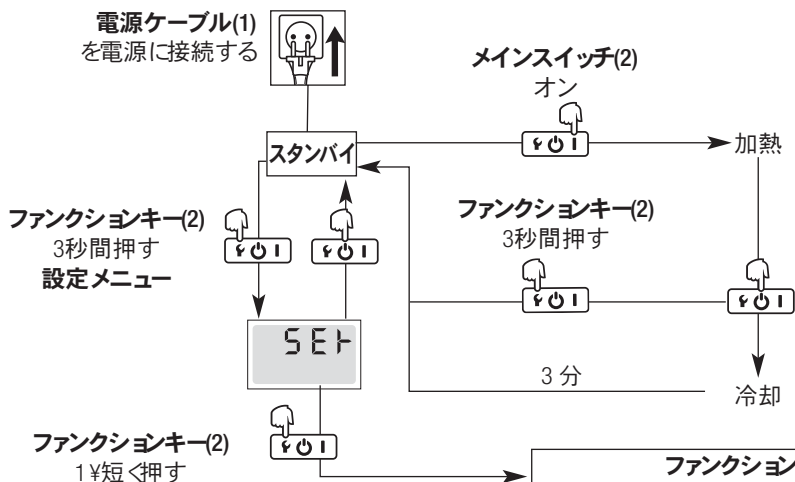 電源ケーブル(1)
を電源に接続する
メインスイッチ(2)
オン
スタンバイ
加熱
ファンクションキー(2)
3秒間押す
設定メニュー
ファンクションキー(2)
3秒間押す
SEt
3 分
冷却
ファンクションキー(2)
1¥短く押す
ファンクション